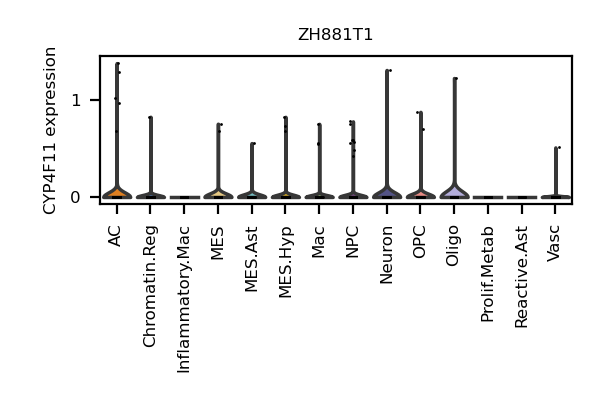 ZH881T1
CYP4F11 expression
1
0
AC
Chromatin.Reg
Inflammatory.Mac
MES
MES.Ast
MES.Hyp
Mac
NPC
Neuron
OPC
Oligo
Prolif.Metab
Reactive.Ast
Vasc